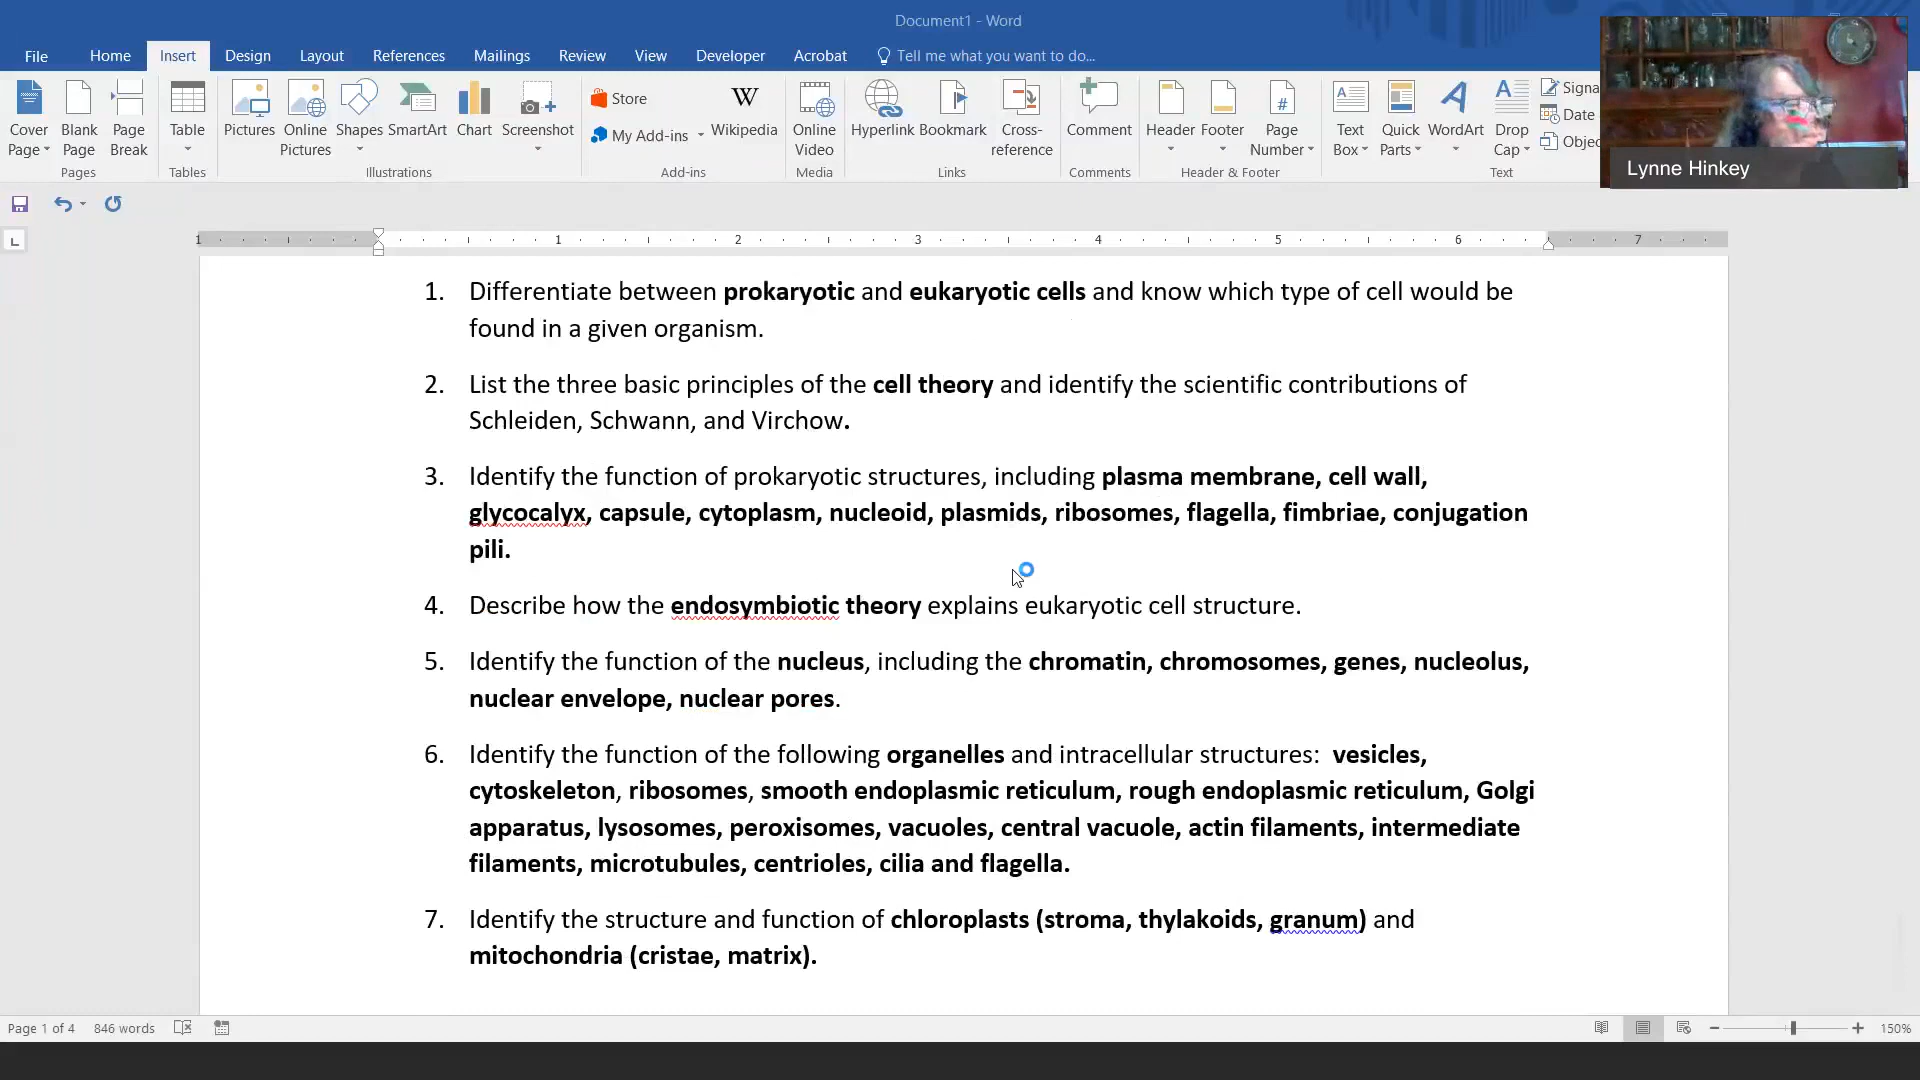 Document1 - Word
File Home Insert Design Layout References Mailings Review View Developer Acrobat Tell me what you want to do...
Cover Page
Blank Page
Page Break
Pages
Table
Tables
Pictures
Online Pictures
Shapes
SmartArt
Chart
Screenshot
Illustrations
Store
My Add-ins
W
Wikipedia
Add-ins
Online Video
Media
Hyperlink
Bookmark
Cross-reference
Links
Comment
Comments
Header
Footer
Page Number
Header & Footer
Text Box
Quick Parts
WordArt
Drop Cap
Signa
Date
Objec
Text
Lynne Hinkey
1 1 2 3 4 5 6 7
1. Differentiate between prokaryotic and eukaryotic cells and know which type of cell would be
found in a given organism.
2. List the three basic principles of the cell theory and identify the scientific contributions of
Schleiden, Schwann, and Virchow.
3. Identify the function of prokaryotic structures, including plasma membrane, cell wall,
glycocalyx, capsule, cytoplasm, nucleoid, plasmids, ribosomes, flagella, fimbriae, conjugation
pili.
4. Describe how the endosymbiotic theory explains eukaryotic cell structure.
5. Identify the function of the nucleus, including the chromatin, chromosomes, genes, nucleolus,
nuclear envelope, nuclear pores.
6. Identify the function of the following organelles and intracellular structures:  vesicles,
cytoskeleton, ribosomes, smooth endoplasmic reticulum, rough endoplasmic reticulum, Golgi
apparatus, lysosomes, peroxisomes, vacuoles, central vacuole, actin filaments, intermediate
filaments, microtubules, centrioles, cilia and flagella.
7. Identify the structure and function of chloroplasts (stroma, thylakoids, granum) and
mitochondria (cristae, matrix).
Page 1 of 4 846 words 150%